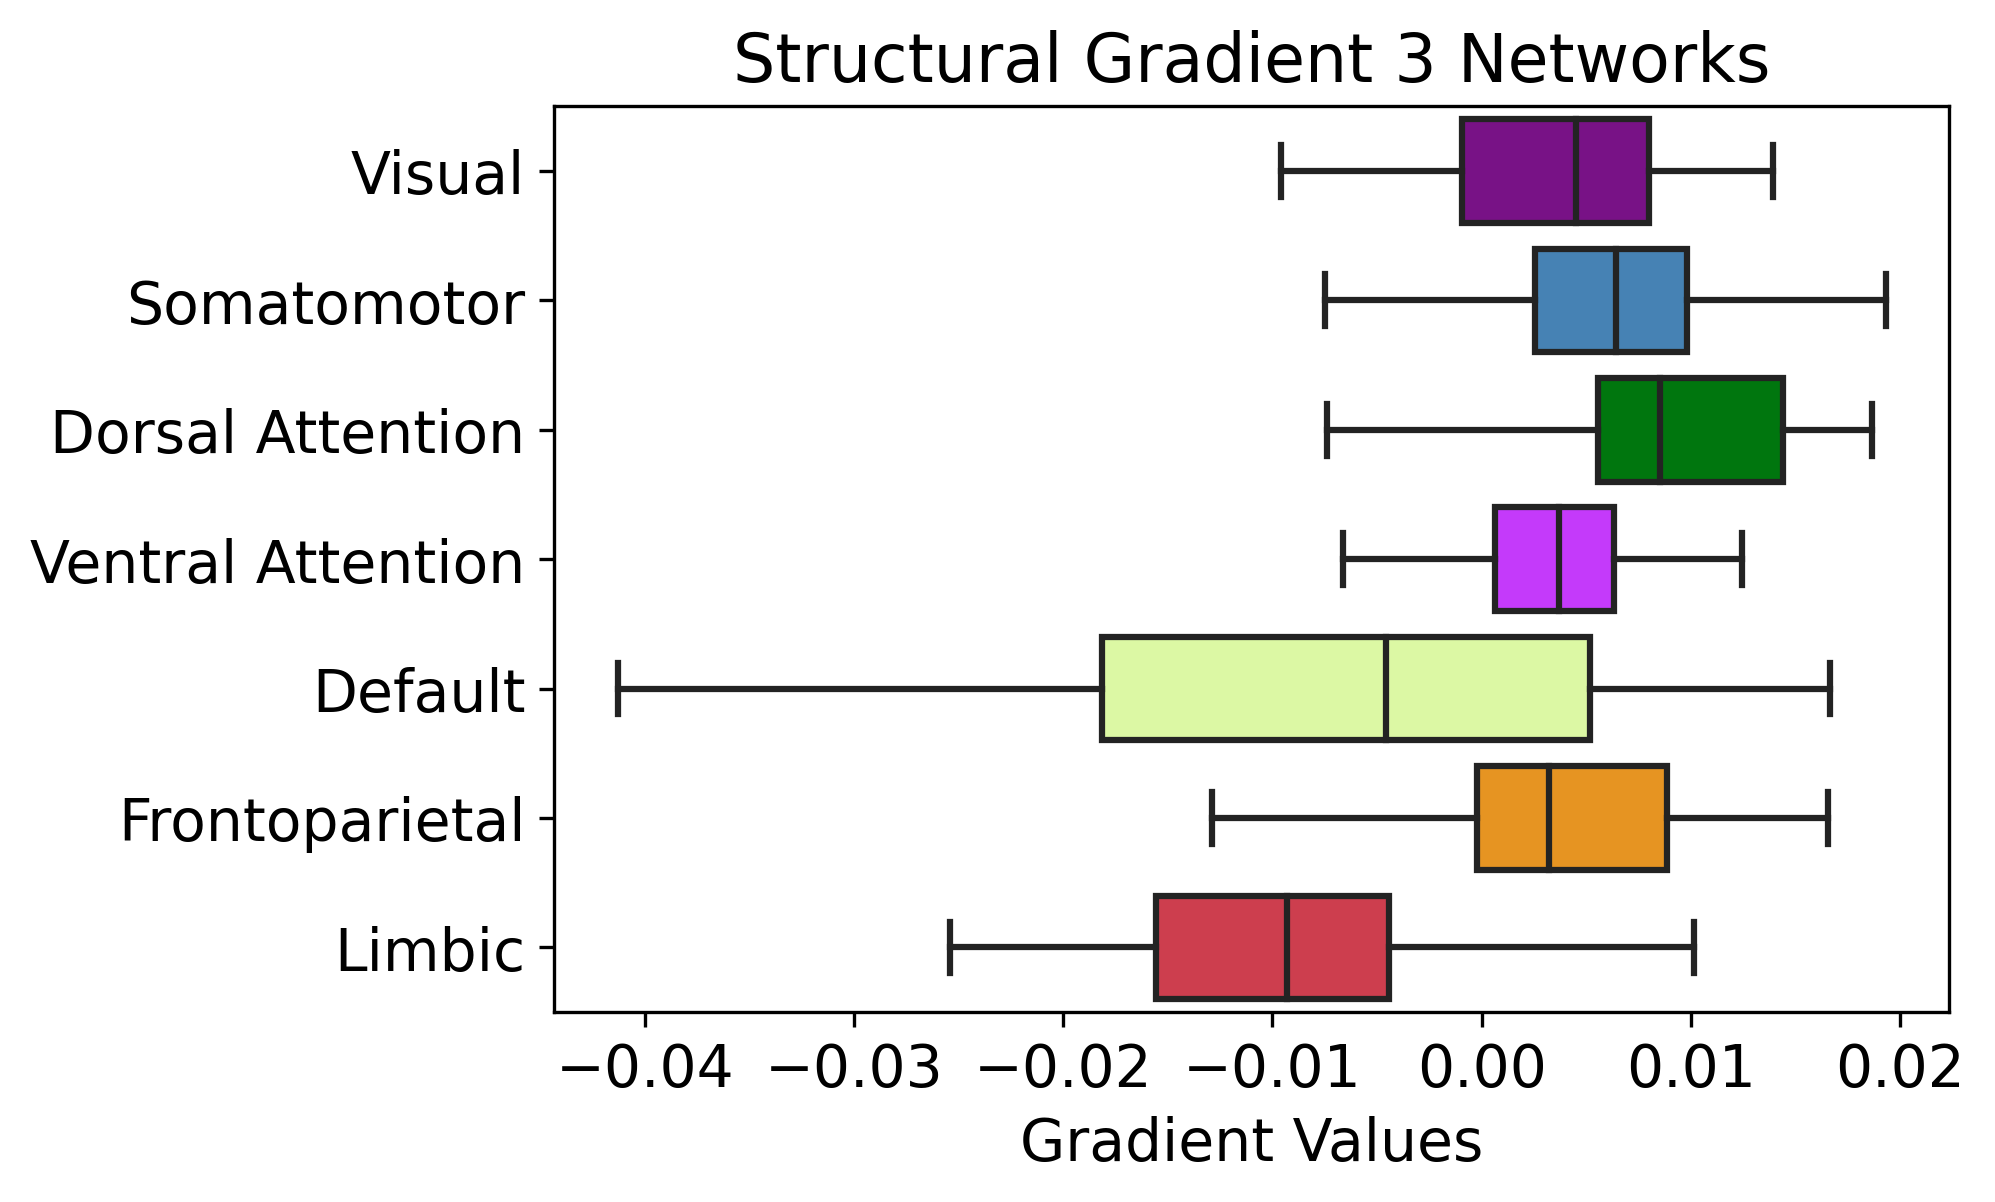 Structural Gradient 3 Networks
Visual
Somatomotor
Dorsal Attention
Ventral Attention
Default
Frontoparietal
Limbic
−0.04 −0.03 −0.02 −0.01 0.00 0.01 0.02
Gradient Values